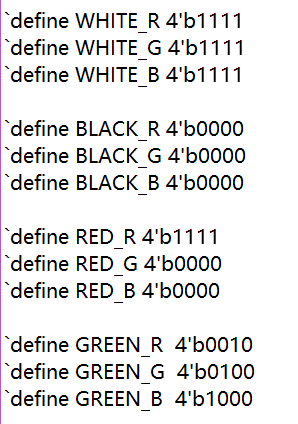 `define WHITE_R 4'b1111
`define WHITE_G 4'b1111
`define WHITE_B 4'b1111

`define BLACK_R 4'b0000
`define BLACK_G 4'b0000
`define BLACK_B 4'b0000

`define RED_R 4'b1111
`define RED_G 4'b0000
`define RED_B 4'b0000

`define GREEN_R  4'b0010
`define GREEN_G  4'b0100
`define GREEN_B  4'b1000